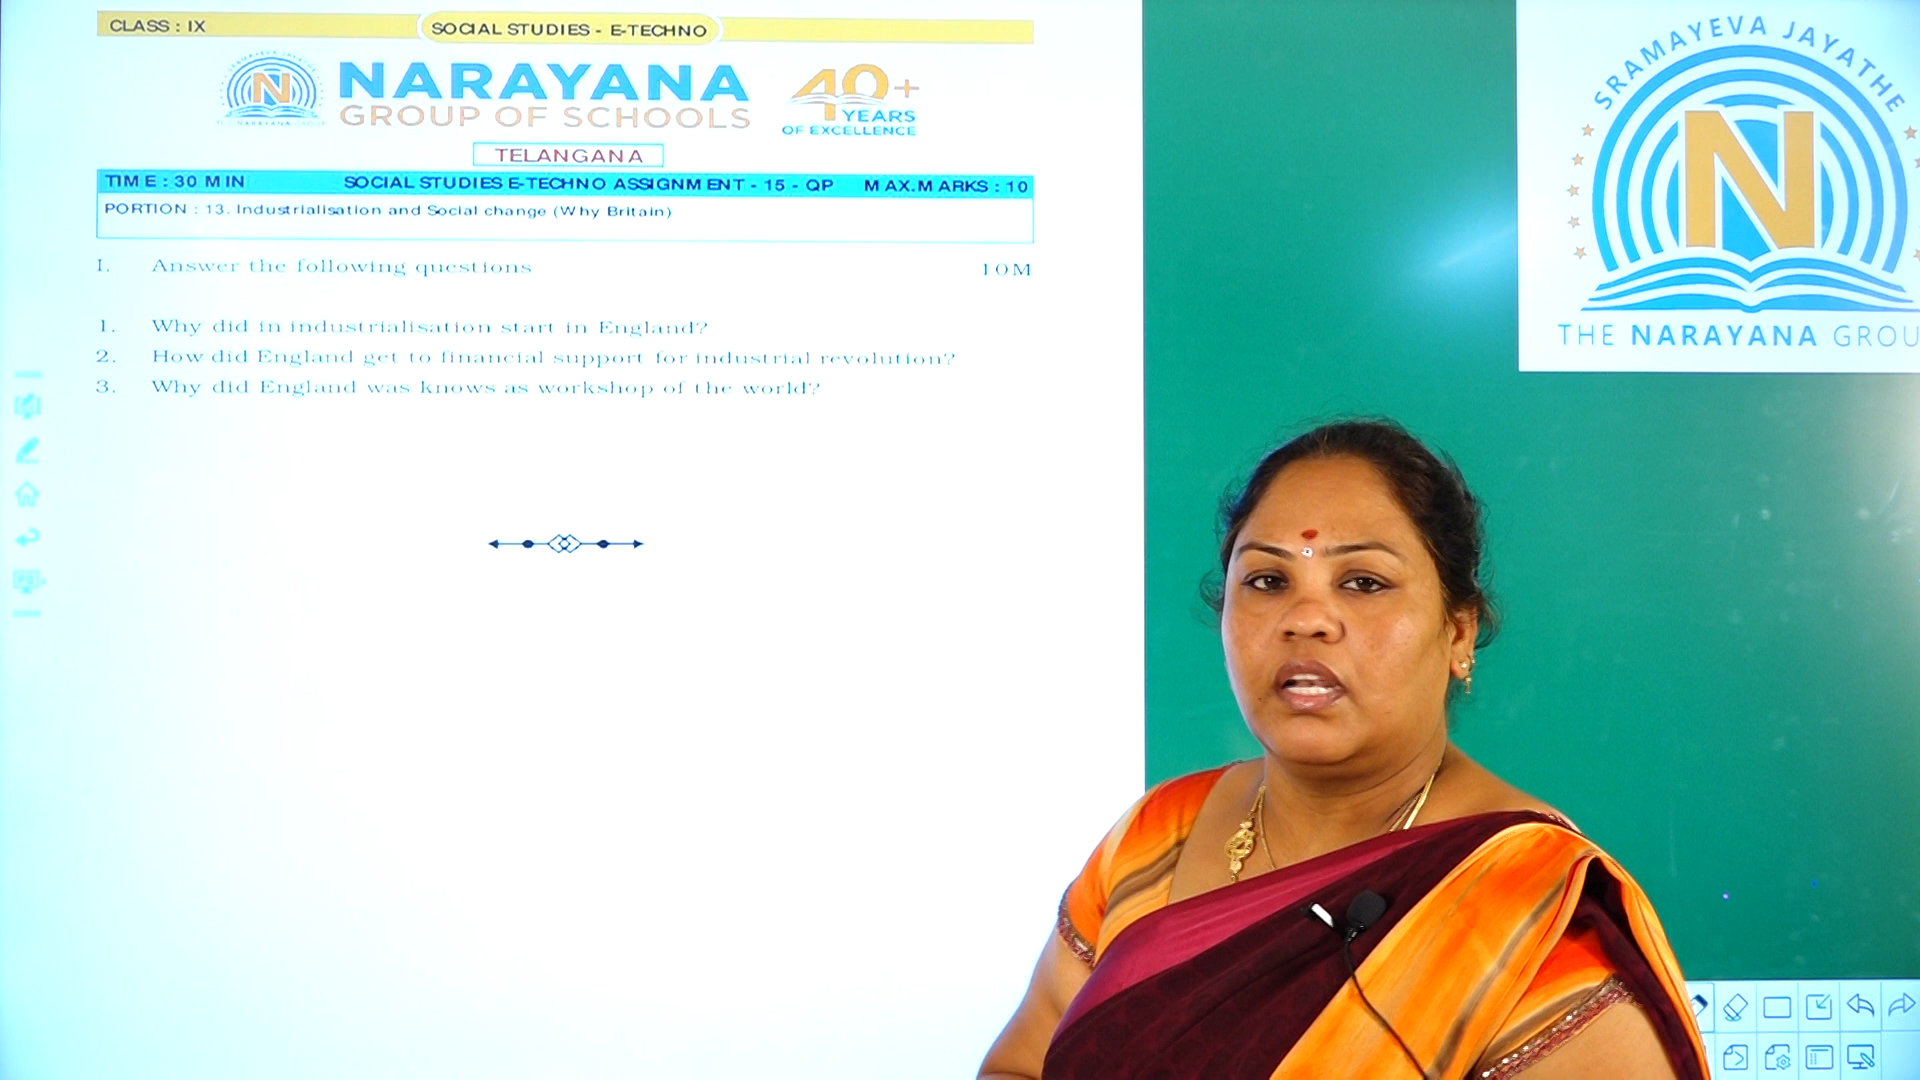 CLASS : IX
SOCIAL STUDIES - E-TECHNO
NARAYANA
GROUP OF SCHOOLS
40+
YEARS
OF EXCELLENCE
TELANGANA
TIME : 30 MIN SOCIAL STUDIES E-TECHNO ASSIGNMENT - 15 - QP MAX.MARKS : 10
PORTION : 13. Industrialisation and Social change (Why Britain)
I. Answer the following questions 10M
1. Why did in industrialisation start in England?
2. How did England get to financial support for industrial revolution?
3. Why did England was knows as workshop of the world?
SRAMAYEVA JAYATHE
N
THE NARAYANA GROU